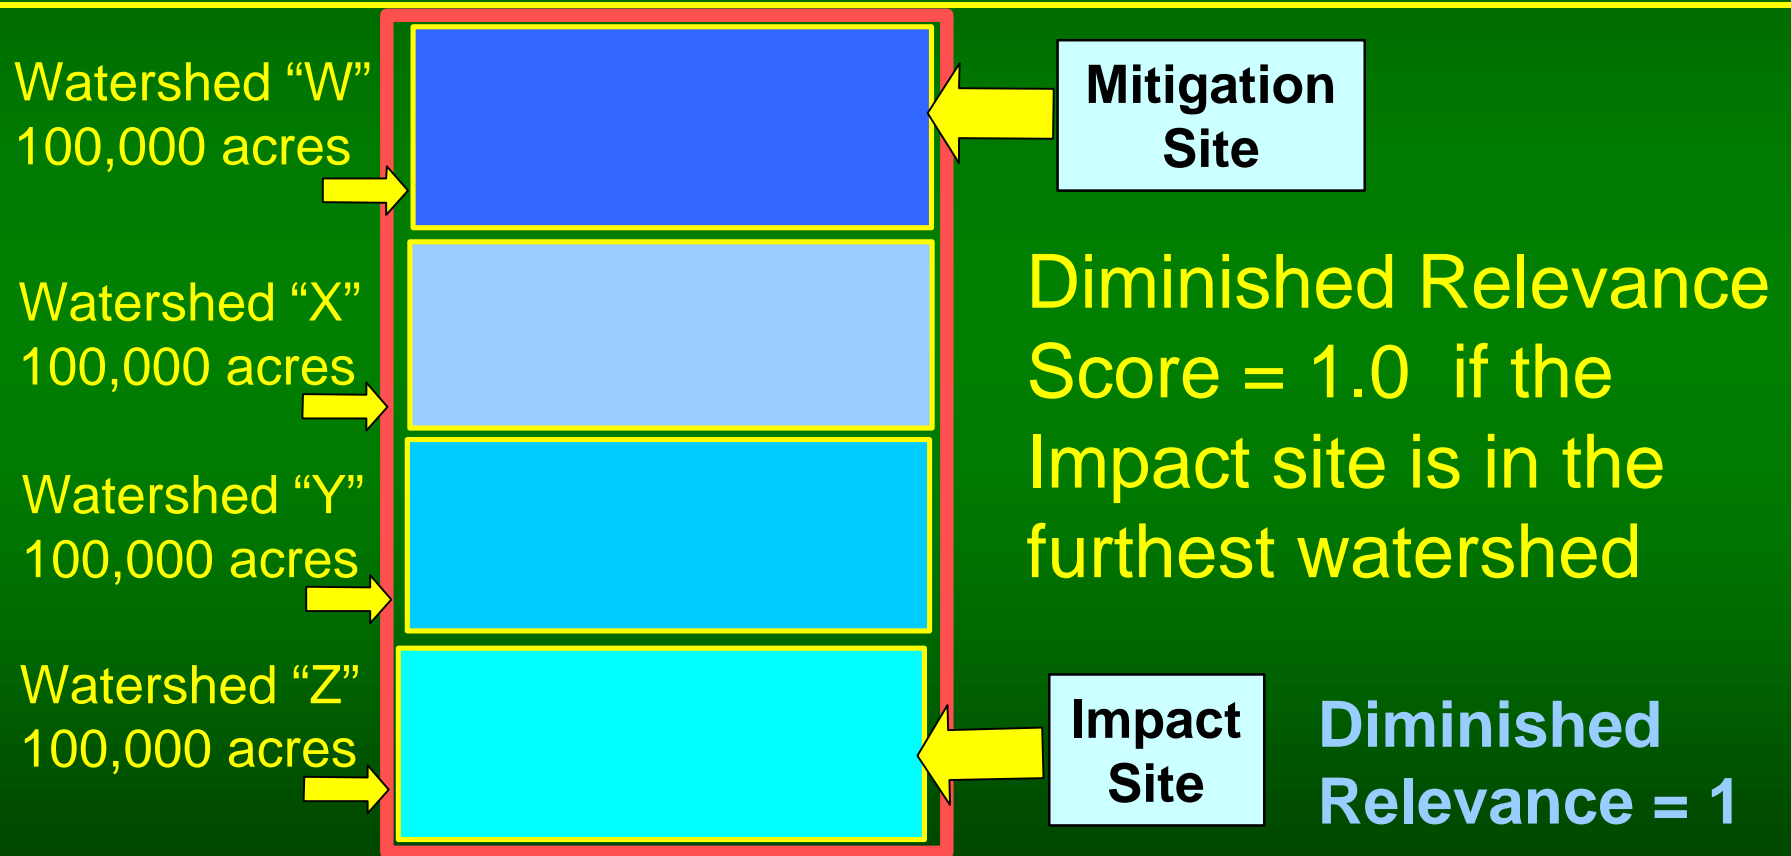 Watershed “W”
100,000 acres
Mitigation
Site
Watershed “X”
100,000 acres
Diminished Relevance
Score = 1.0  if the
Impact site is in the
furthest watershed
Watershed “Y”
100,000 acres
Watershed “Z”
100,000 acres
Impact
Site
Diminished
Relevance = 1